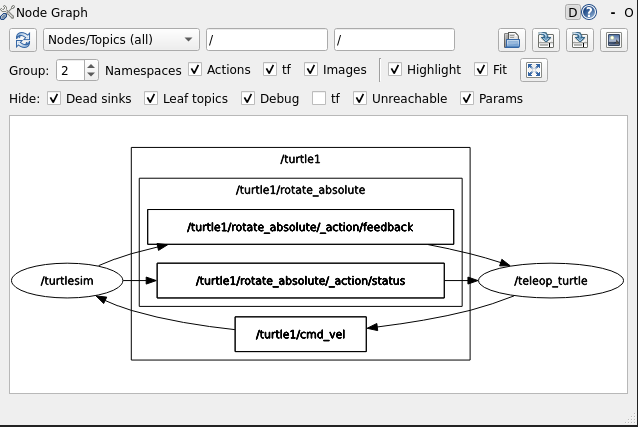 Node Graph D ? - O
Nodes/Topics (all) / /
Group: 2 Namespaces Actions tf Images Highlight Fit
Hide: Dead sinks Leaf topics Debug tf Unreachable Params
/turtle1
/turtle1/rotate_absolute
/turtle1/rotate_absolute/_action/feedback
/turtlesim
/turtle1/rotate_absolute/_action/status
/teleop_turtle
/turtle1/cmd_vel